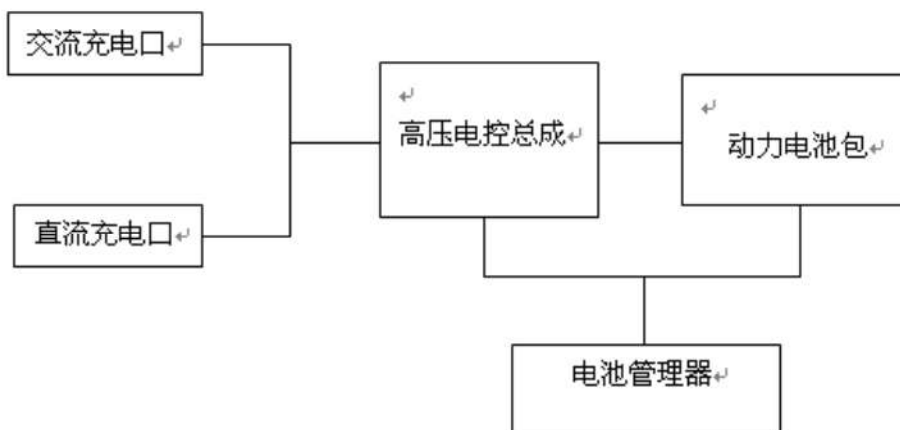 交流充电口
高压电控总成
动力电池包
直流充电口
电池管理器